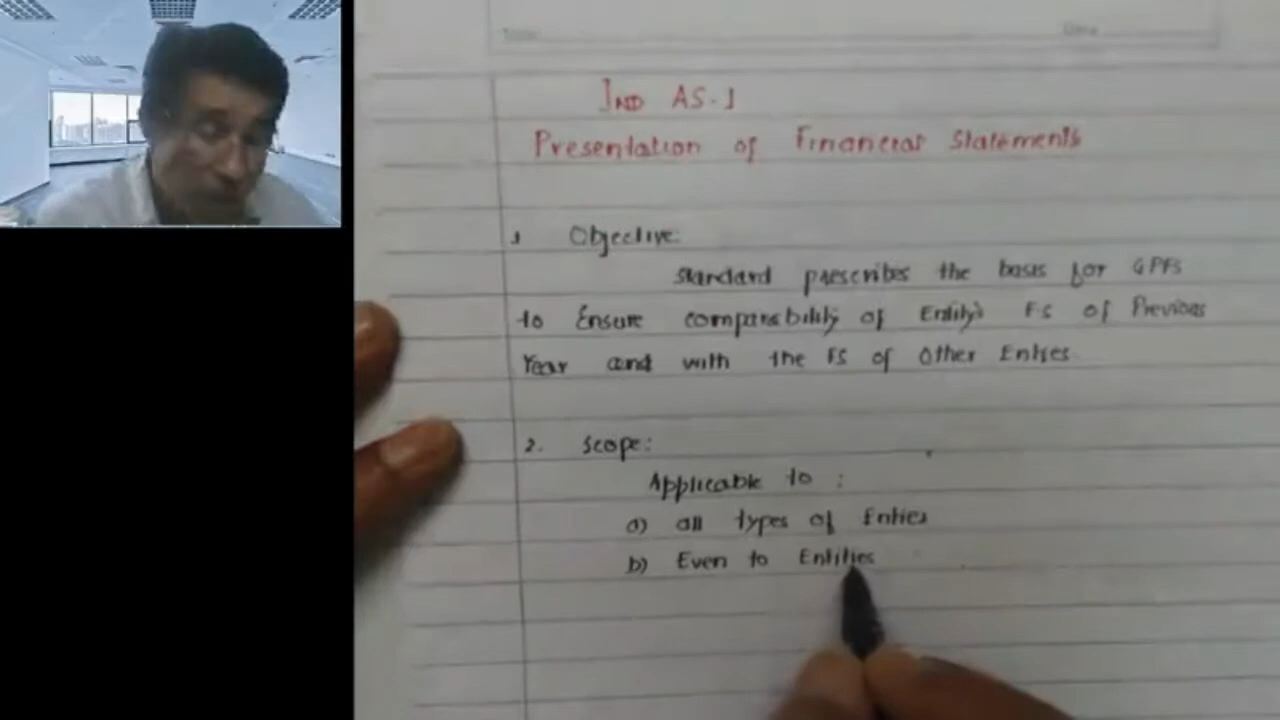 IND AS-1
Presentation of Financial Statements
1 Objective:
Standard prescribes the basis for GPFS
to Ensure comparability of Entity's FS of Previous
Year and with the FS of Other Enties
2. Scope:
Applicable to :
a) all types of Enties
b) Even to Entities